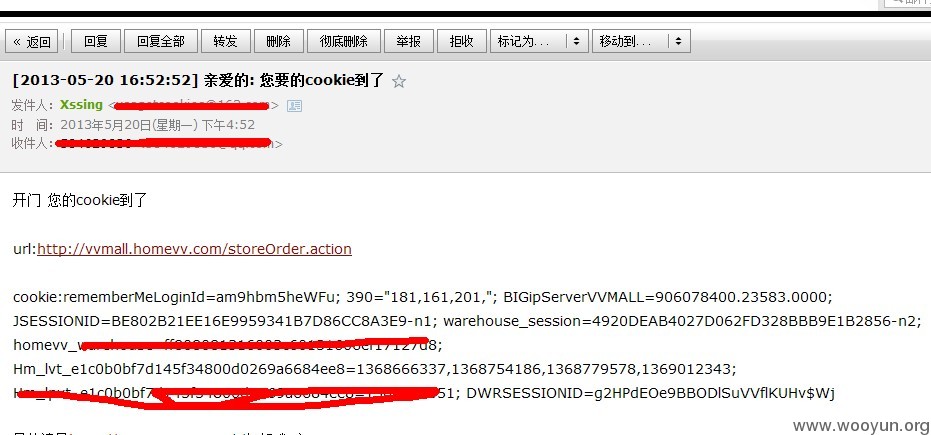 « 返回 回复 回复全部 转发 删除 彻底删除 举报 拒收 标记为... 移动到...
[2013-05-20 16:52:52] 亲爱的: 您要的cookie到了
发件人: Xssing
时 间: 2013年5月20日(星期一) 下午4:52
收件人:
开门 您的cookie到了
url:http://vvmall.homevv.com/storeOrder.action
cookie:rememberMeLoginId=am9hbm5heWFu; 390="181,161,201,"; BIGipServerVVMALL=906078400.23583.0000;
JSESSIONID=BE802B21EE16E9959341B7D86CC8A3E9-n1; warehouse_session=4920DEAB4027D062FD328BBB9E1B2856-n2;
homevv_
Hm_lvt_e1c0b0bf7d145f34800d0269a6684ee8=1368666337,1368754186,1368779578,1369012343;
51; DWRSESSIONID=g2HPdEOe9BBODlSuVVflKUHv$Wj
www.wooyun.org